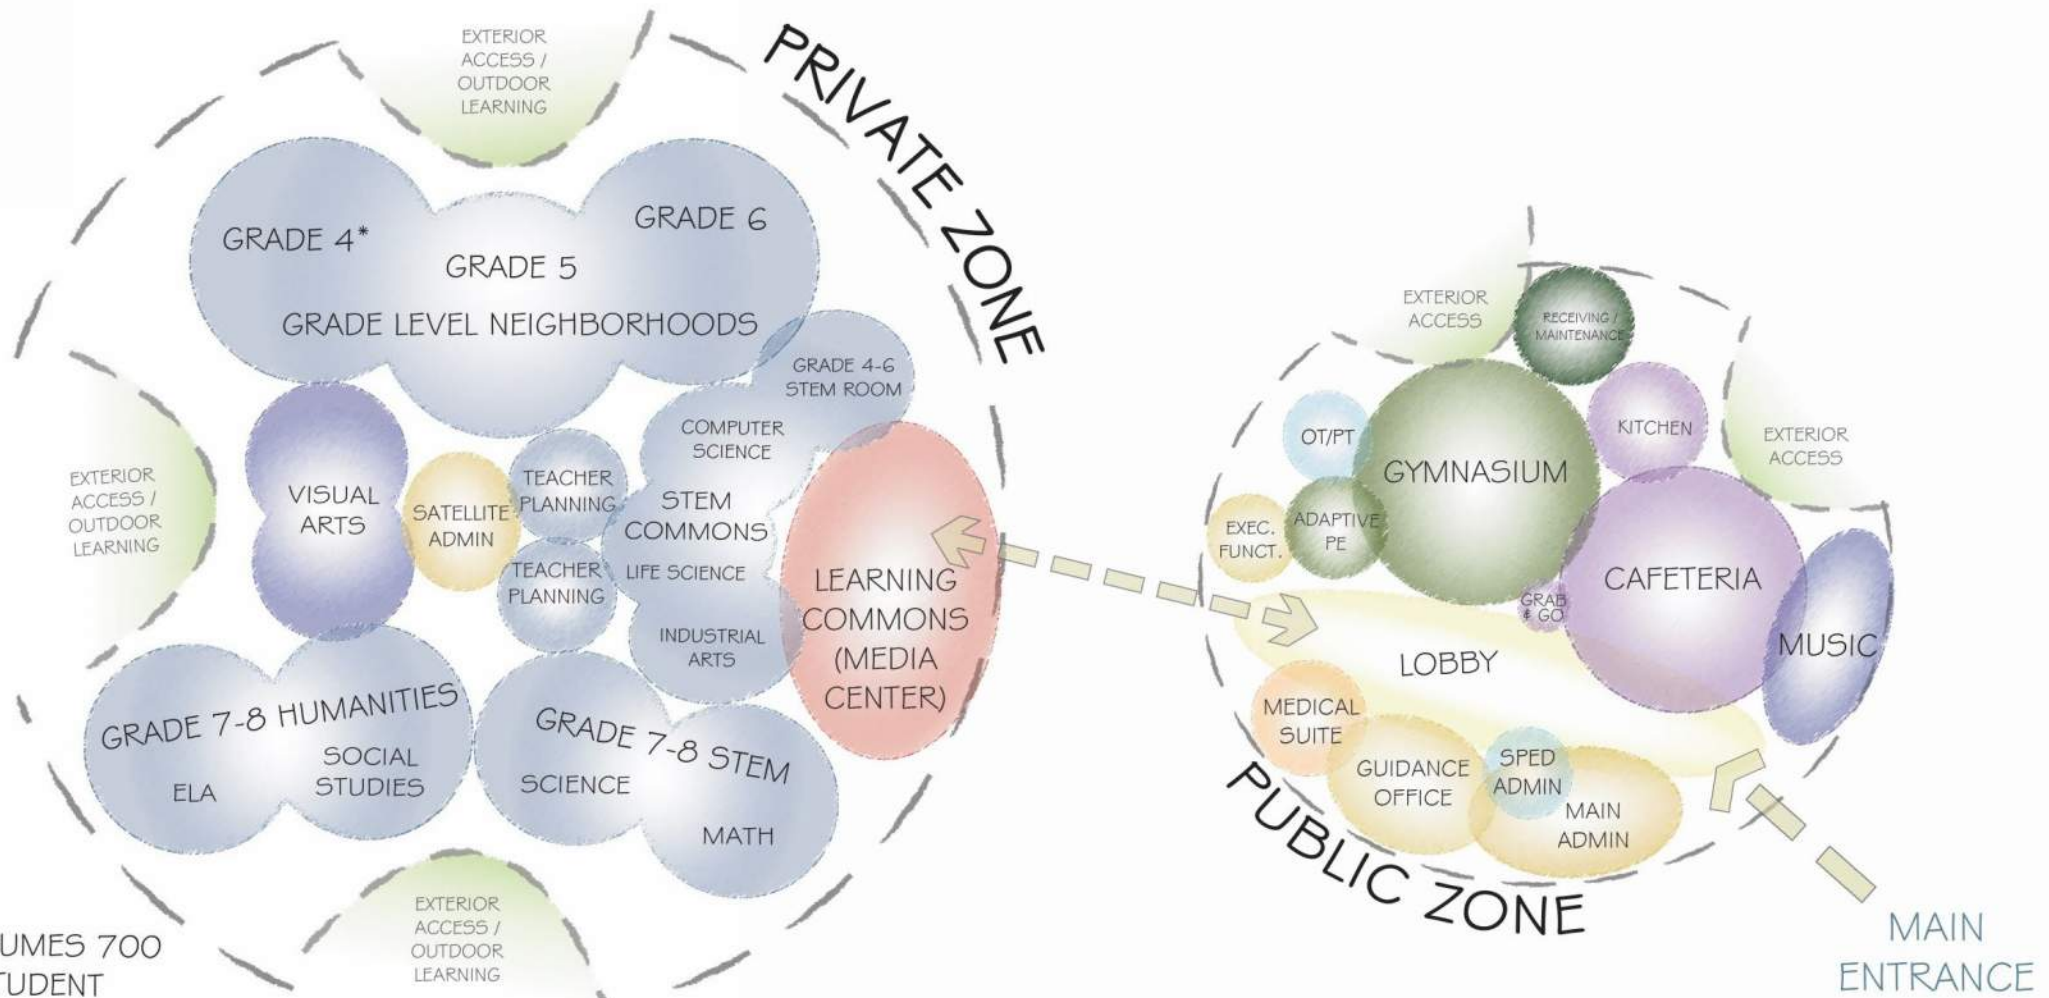 EXTERIOR
ACCESS /
OUTDOOR
LEARNING
PRIVATE ZONE
GRADE 4*
GRADE 5
GRADE 6
GRADE LEVEL NEIGHBORHOODS
GRADE 4-6
STEM ROOM
COMPUTER
SCIENCE
STEM
COMMONS
LIFE SCIENCE
INDUSTRIAL
ARTS
EXTERIOR
ACCESS /
OUTDOOR
LEARNING
VISUAL
ARTS
SATELLITE
ADMIN
TEACHER
PLANNING
TEACHER
PLANNING
LEARNING
COMMONS
(MEDIA
CENTER)
GRADE 7-8 HUMANITIES
ELA
SOCIAL
STUDIES
GRADE 7-8 STEM
SCIENCE
MATH
EXTERIOR
ACCESS /
OUTDOOR
LEARNING
UMES 700
TUDENT
EXTERIOR
ACCESS
RECEIVING /
MAINTENANCE
OT/PT
GYMNASIUM
KITCHEN
EXTERIOR
ACCESS
EXEC.
FUNCT.
ADAPTIVE
PE
GRAB
& GO
CAFETERIA
MUSIC
LOBBY
MEDICAL
SUITE
GUIDANCE
OFFICE
SPED
ADMIN
MAIN
ADMIN
PUBLIC ZONE
MAIN
ENTRANCE